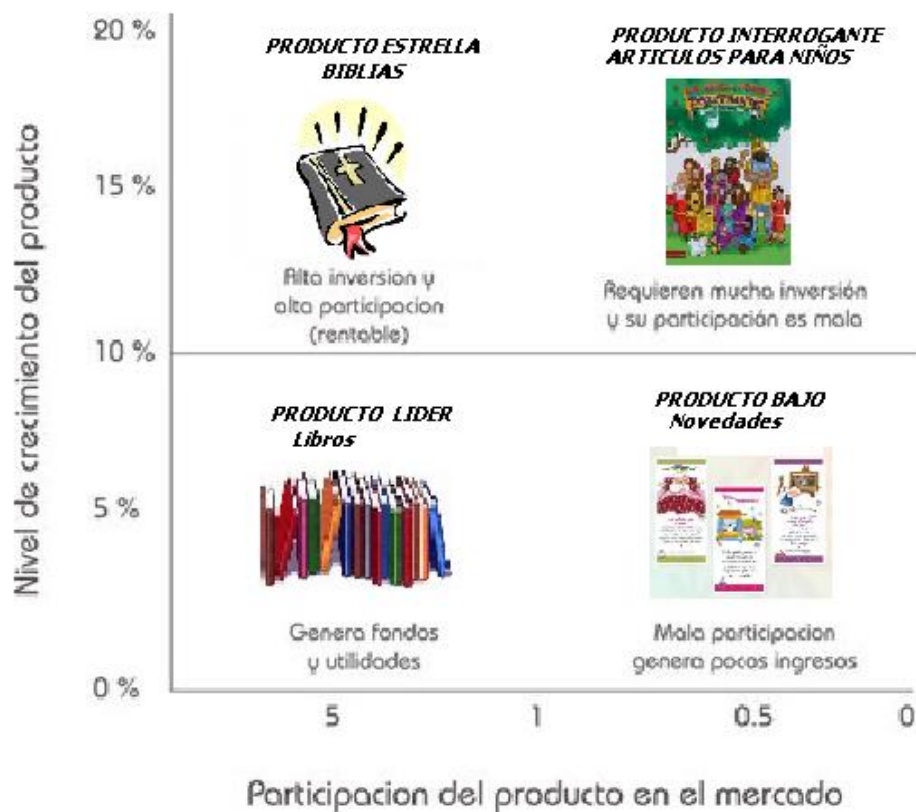 20 %
PRODUCTO ESTRELLA
BIBLIAS
PRODUCTO INTERROGANTE
ARTICULOS PARA NIÑOS
15 %
Alta inversion y
alta participacion
(rentable)
Requieren mucha inversión
y su participación es mala
10 %
PRODUCTO LIDER
Libros
PRODUCTO BAJO
Novedades
5 %
Genera fondos
y utilidades
Mala participacion
genera pocos ingresos
0 %
5
1
0.5
0
Nivel de crecimiento del producto
Participacion del producto en el mercado